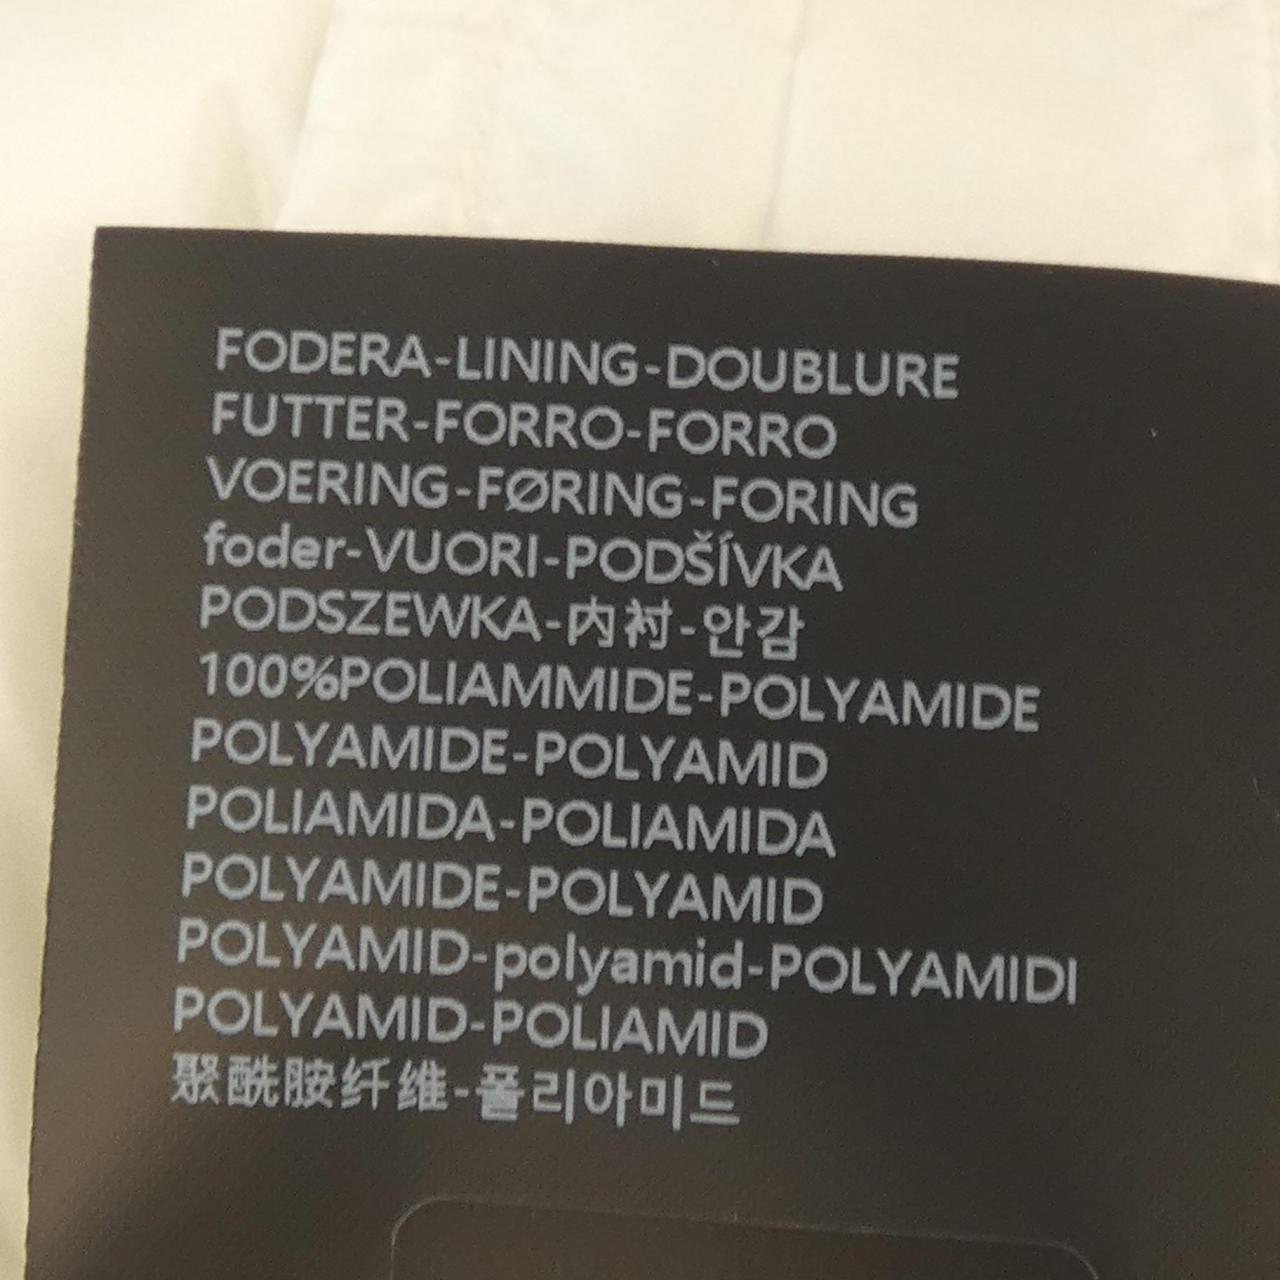 FODERA-LINING-DOUBLURE
FUTTER-FORRO-FORRO
VOERING-FØRING-FORING
foder-VUORI-PODŠÍVKA
PODSZEWKA-内衬-안감
100%POLIAMMIDE-POLYAMIDE
POLYAMIDE-POLYAMID
POLIAMIDA-POLIAMIDA
POLYAMIDE-POLYAMID
POLYAMID-polyamid-POLYAMIDI
POLYAMID-POLIAMID
聚酰胺纤维-폴리아미드